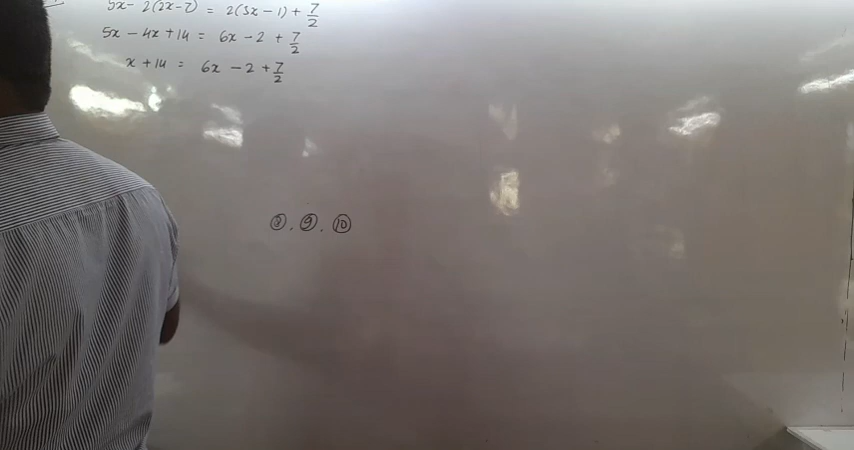 5x - 2(2x-7) = 2(3x-1) + 7/2
5x - 4x + 14 = 6x - 2 + 7/2
x + 14 = 6x - 2 + 7/2
⑧, ⑨, ⑩